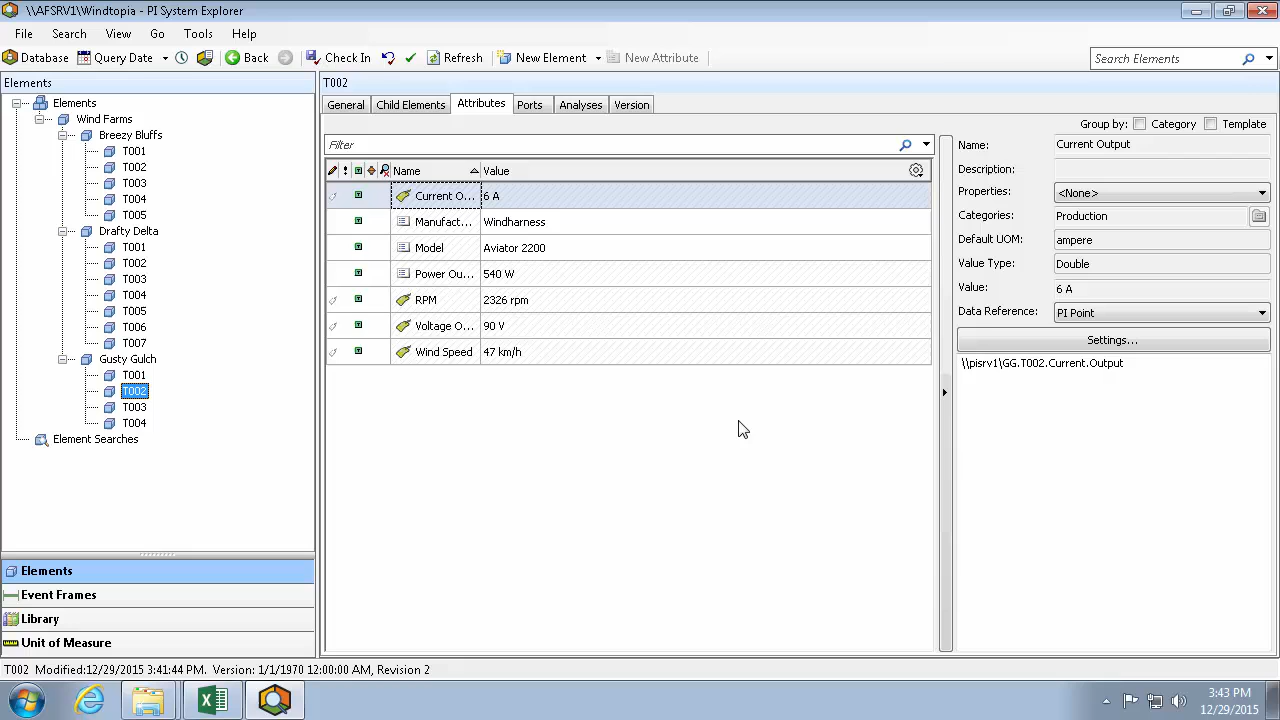 \\AFSRV1\Windtopia - PI System Explorer
File Search View Go Tools Help
Database Query Date Back Check In Refresh New Element New Attribute Search Elements
Elements
Elements
Wind Farms
Breezy Bluffs
T001
T002
T003
T004
T005
Drafty Delta
T001
T002
T003
T004
T005
T006
T007
Gusty Gulch
T001
T002
T003
T004
Element Searches
Elements
Event Frames
Library
Unit of Measure
T002
General Child Elements Attributes Ports Analyses Version
Group by: Category Template
Filter
Name Value
Current O... 6 A
Manufact... Windharness
Model Aviator 2200
Power Ou... 540 W
RPM 2326 rpm
Voltage O... 90 V
Wind Speed 47 km/h
Name: Current Output
Description:
Properties: <None>
Categories: Production
Default UOM: ampere
Value Type: Double
Value: 6 A
Data Reference: PI Point
Settings...
\\pisrv1\GG.T002.Current.Output
T002 Modified:12/29/2015 3:41:44 PM. Version: 1/1/1970 12:00:00 AM, Revision 2
3:43 PM
12/29/2015